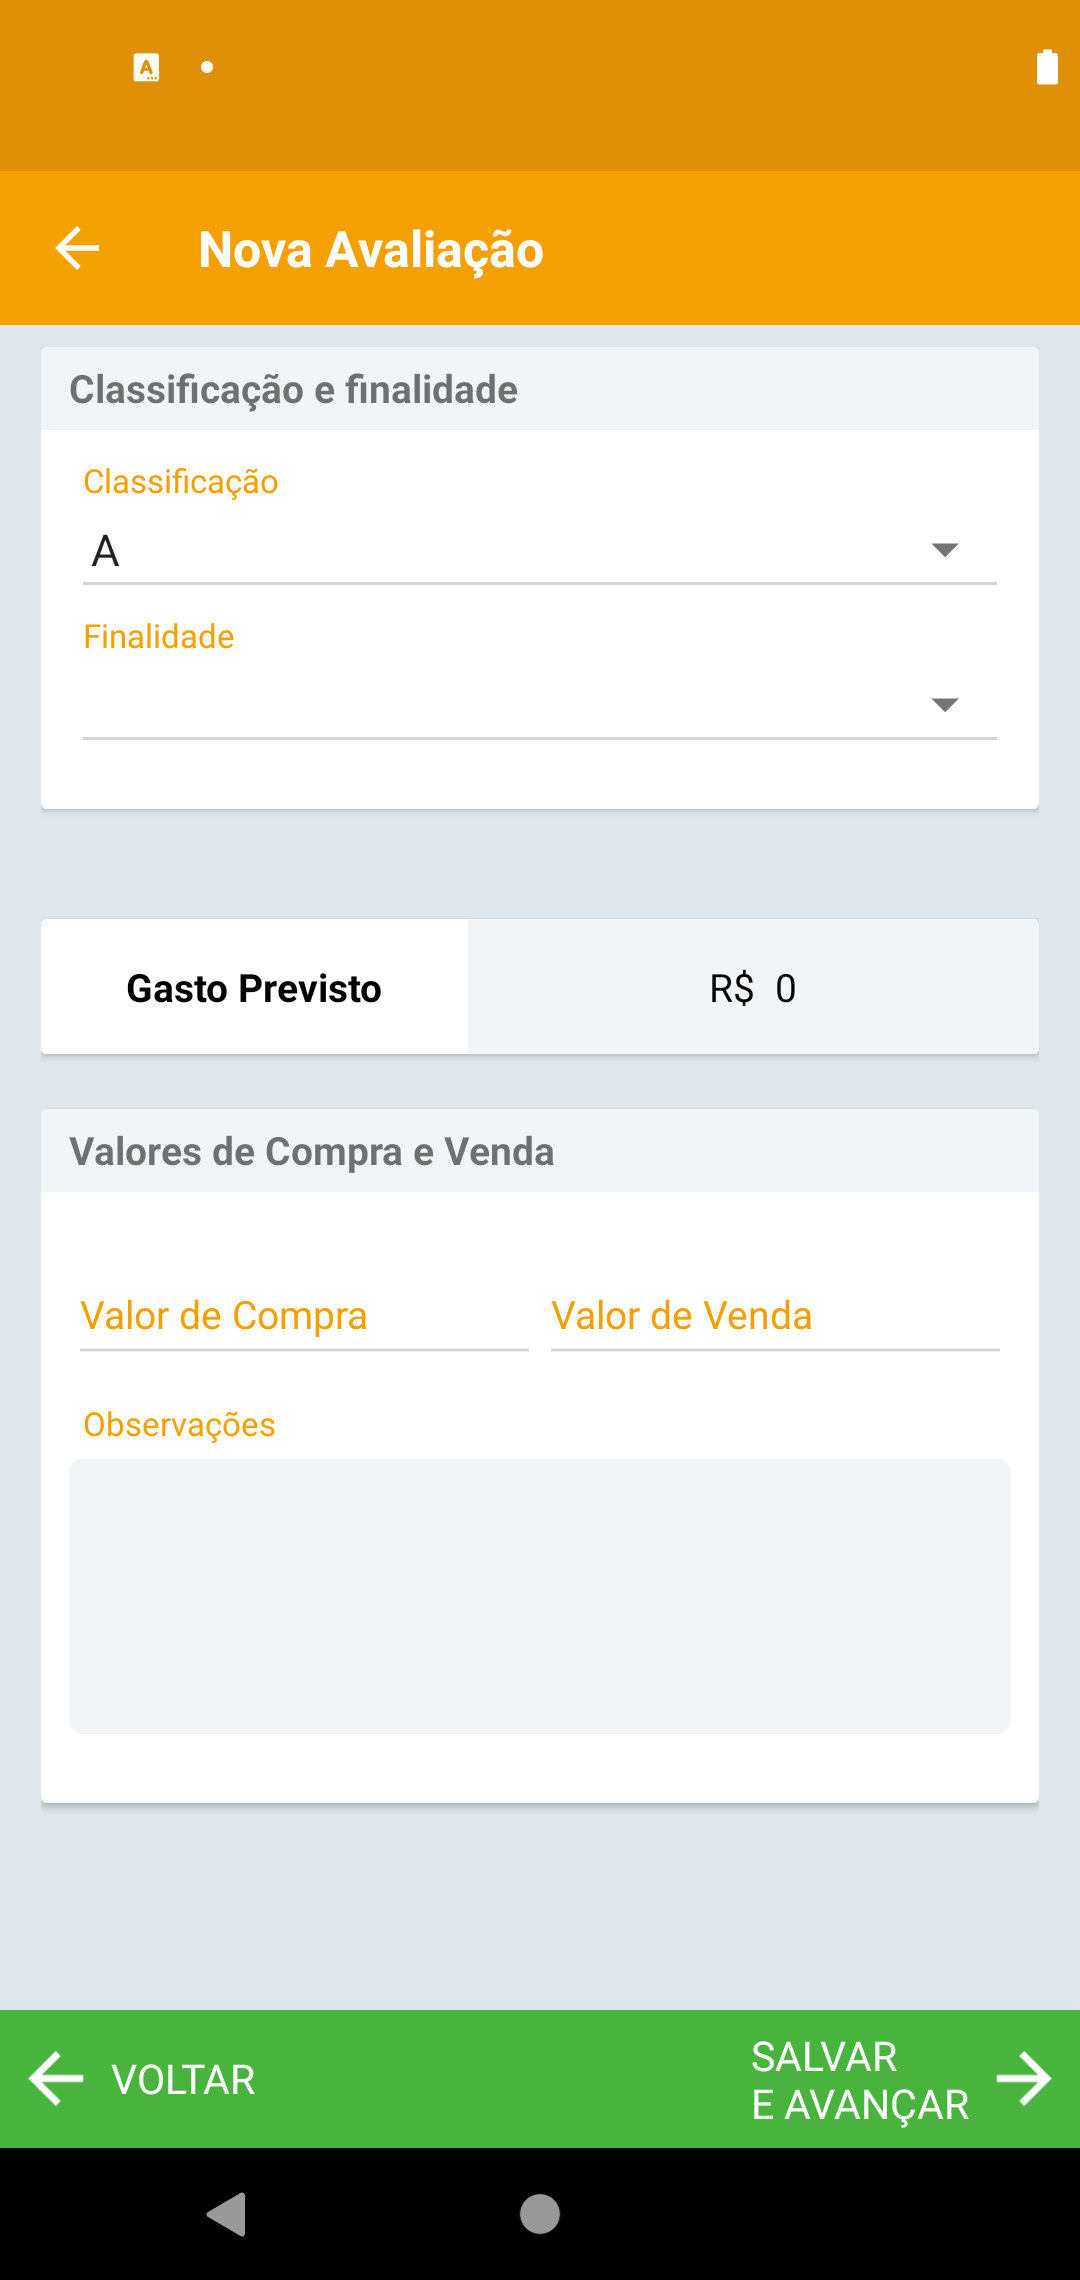 Nova Avaliação
Classificação e finalidade
Classificação
A
Finalidade
Gasto Previsto
R$ 0
Valores de Compra e Venda
Valor de Compra
Valor de Venda
Observações
VOLTAR
SALVAR
E AVANÇAR